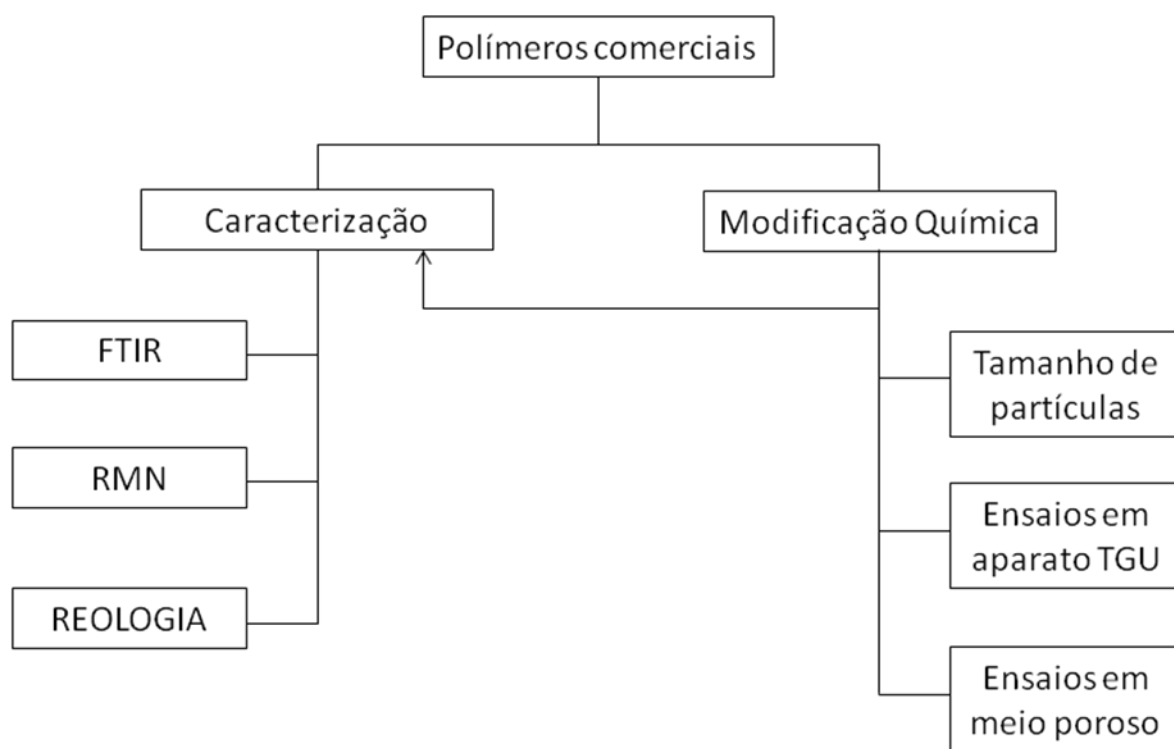 Polímeros comerciais
Caracterização
Modificação Química
FTIR
RMN
REOLOGIA
Tamanho de
partículas
Ensaios em
aparato TGU
Ensaios em
meio poroso